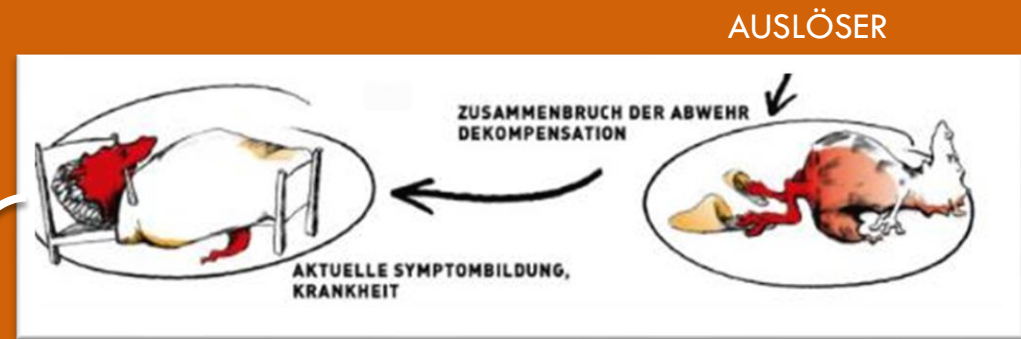 AUSLÖSER
ZUSAMMENBRUCH DER ABWEHR
DEKOMPENSATION
AKTUELLE SYMPTOMBILDUNG,
KRANKHEIT